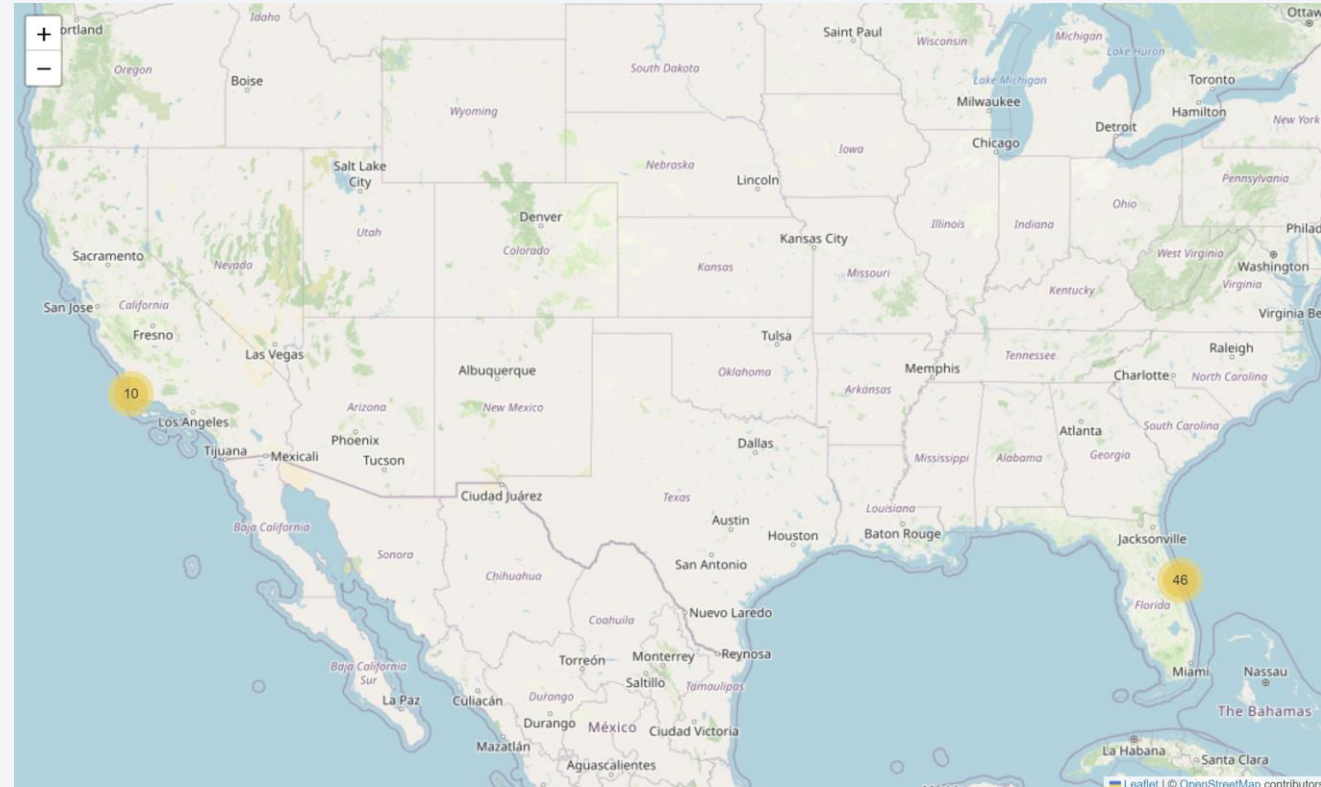 +
−
Idaho
Ottaw
ortland
Saint Paul
Wisconsin
Michigan
Lake Huron
Oregon
Boise
South Dakota
Lake Michigan
Toronto
Milwaukee
Hamilton
New York
Wyoming
Detroit
Chicago
Iowa
Salt Lake
City
Nebraska
Lincoln
Pennsylvania
Denver
Ohio
Utah
Colorado
Illinois
Indiana
Philad
Kansas City
Sacramento
Nevada
Kansas
Missouri
West Virginia
Washington
Virginia
Kentucky
San Jose
California
Virginia Be
Fresno
Tulsa
Las Vegas
Raleigh
Tennessee
Albuquerque
Oklahoma
Memphis
Charlotte
North Carolina
Arkansas
10
Arizona
New Mexico
Los Angeles
South Carolina
Phoenix
Dallas
Atlanta
Tijuana
Mexicali
Tucson
Mississippi
Alabama
Georgia
Ciudad Juárez
Texas
Louisiana
Baja California
Austin
Houston
Baton Rouge
Jacksonville
Sonora
San Antonio
Chihuahua
46
Florida
Coahuila
Nuevo Laredo
Torreón
Monterrey
Reynosa
Baja California
Sur
Saltillo
Tamaulipas
Miami
Nassau
La Paz
Culiacán
Durango
The Bahamas
Durango
México
Ciudad Victoria
Mazatlán
La Habana
Santa Clara
Aguascalientes
Leaflet | © OpenStreetMap contributors